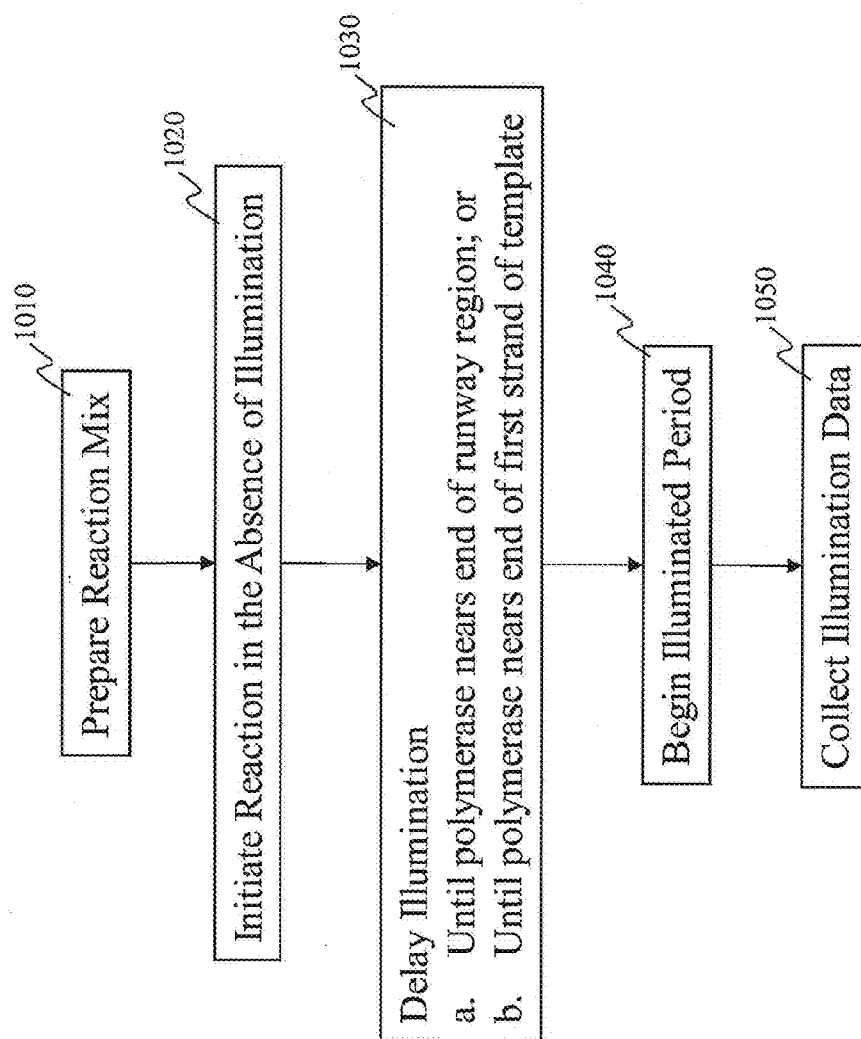 1010
Prepare Reaction Mix
1020
Initiate Reaction in the Absence of Illumination
1030
Delay Illumination
a. Until polymerase nears end of runway region; or
b. Until polymerase nears end of first strand of template
1040
Begin Illuminated Period
1050
Collect Illumination Data